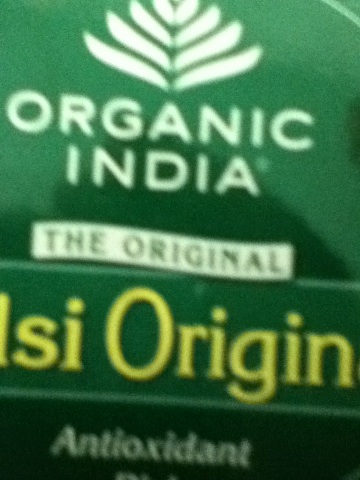 ORGANIC
INDIA
THE ORIGINAL
lsi Origin
Antioxidant